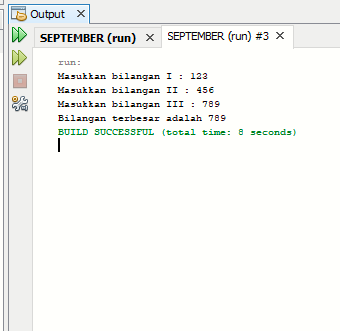 Output
SEPTEMBER (run)
SEPTEMBER (run) #3
run:
Masukkan bilangan I : 123
Masukkan bilangan II : 456
Masukkan bilangan III : 789
Bilangan terbesar adalah 789
BUILD SUCCESSFUL (total time: 8 seconds)